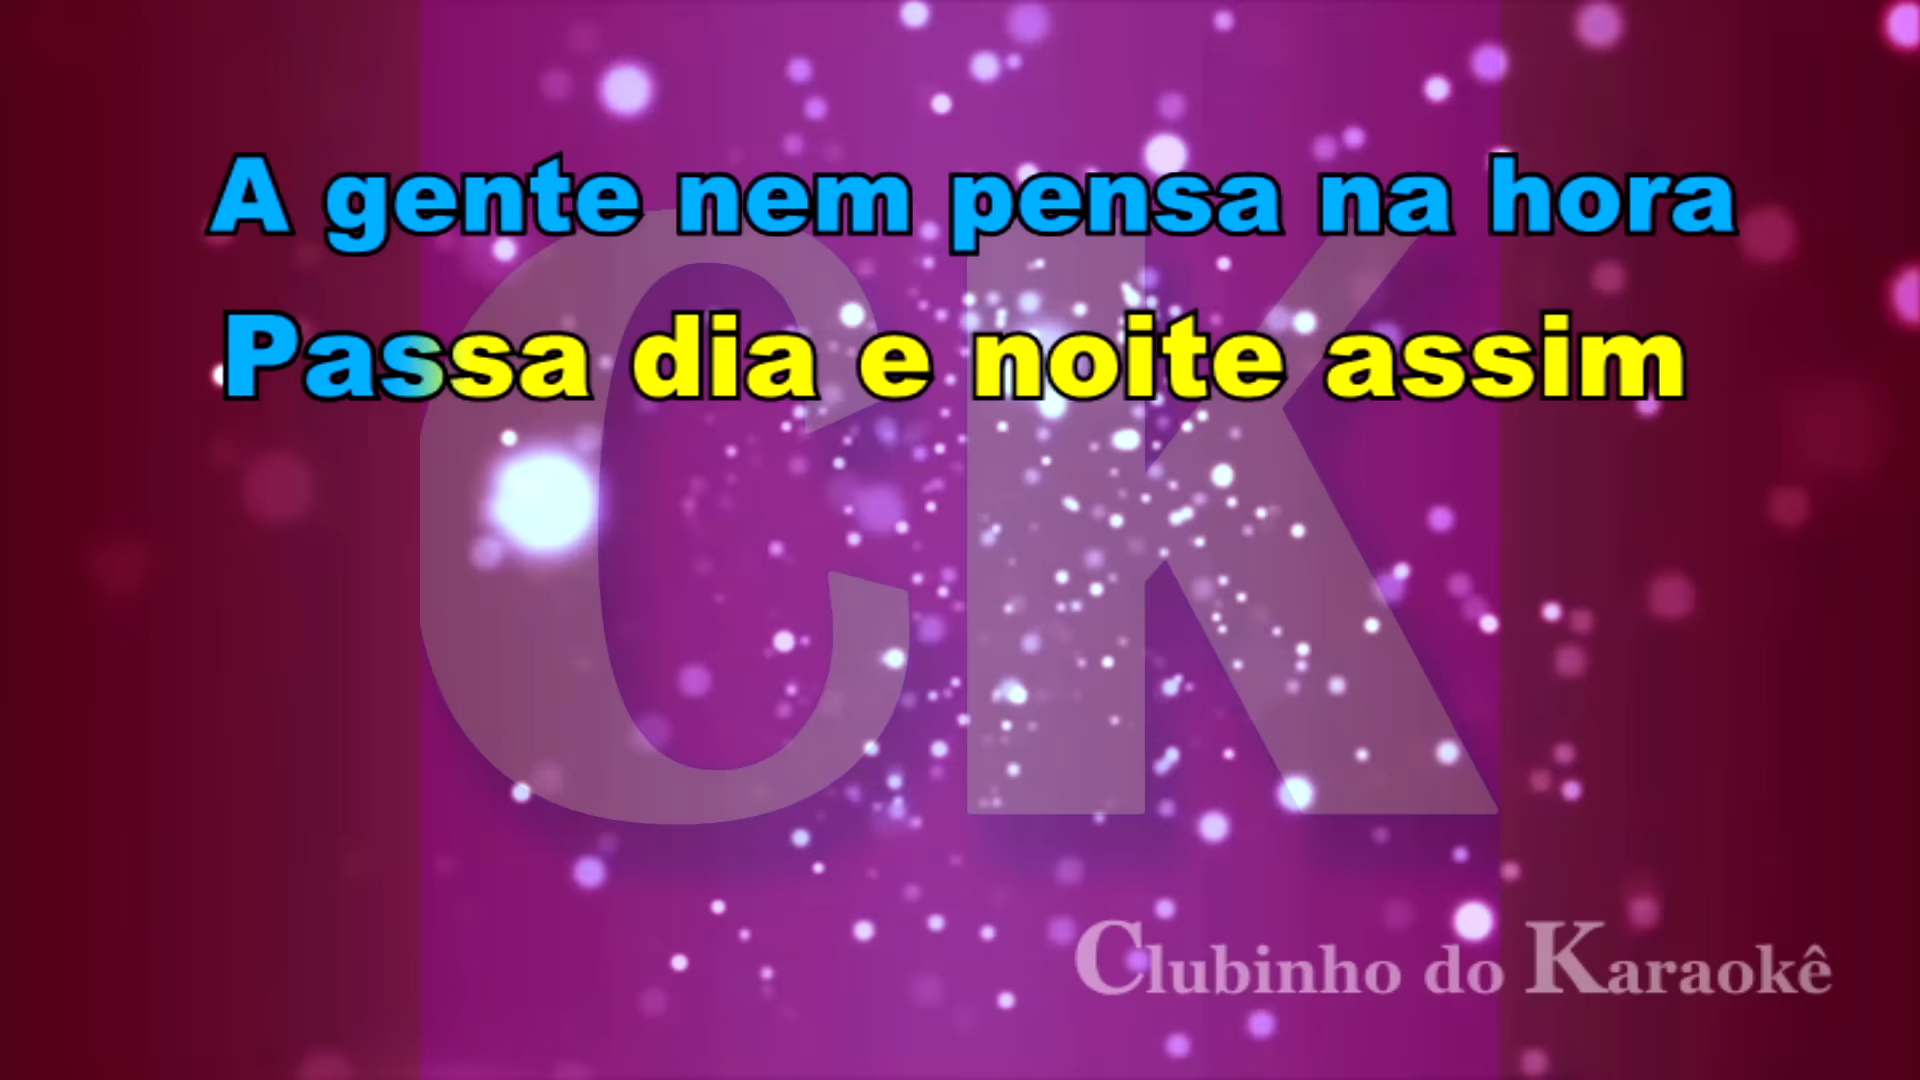 A gente nem pensa na hora
Passa dia e noite assim
CK
Clubinho do Karaokê